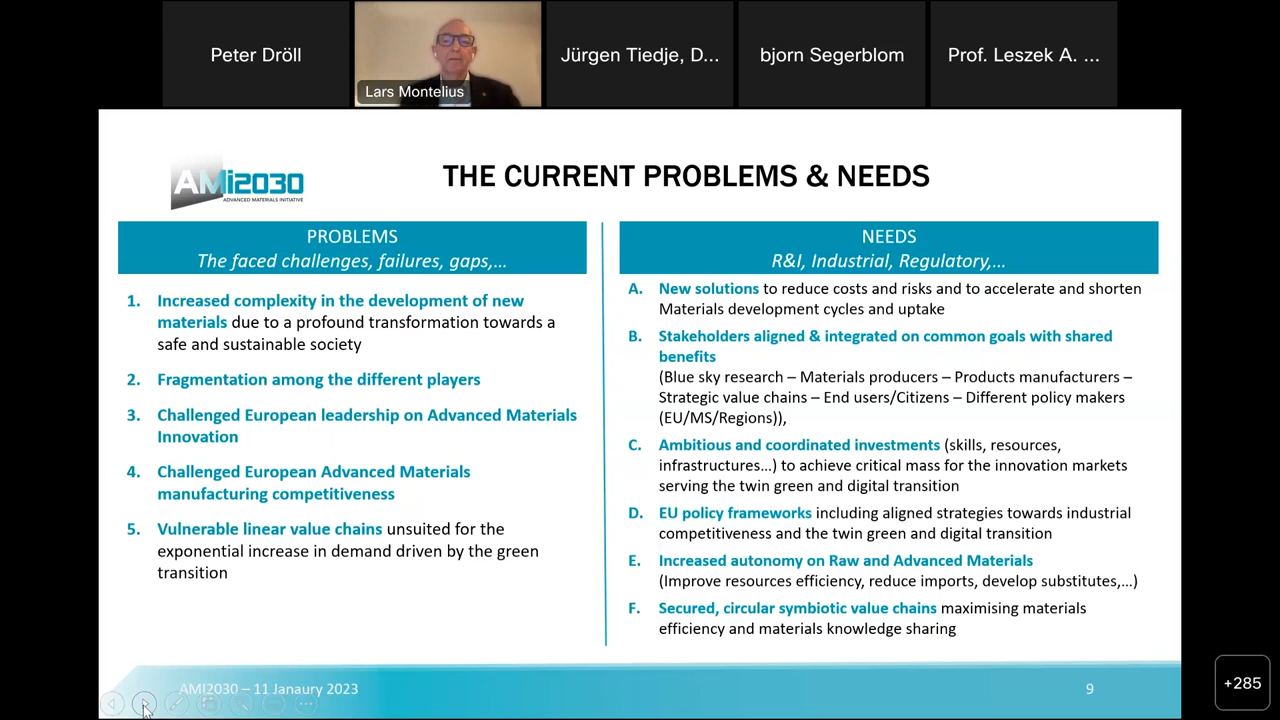 Peter Dröll
Lars Montelius
Jürgen Tiedje, D...
bjorn Segerblom
Prof. Leszek A. ...
AMi2030
ADVANCED MATERIALS INITIATIVE
THE CURRENT PROBLEMS & NEEDS
PROBLEMS
The faced challenges, failures, gaps,...
1. Increased complexity in the development of new
materials due to a profound transformation towards a
safe and sustainable society
2. Fragmentation among the different players
3. Challenged European leadership on Advanced Materials
Innovation
4. Challenged European Advanced Materials
manufacturing competitiveness
5. Vulnerable linear value chains unsuited for the
exponential increase in demand driven by the green
transition
NEEDS
R&I, Industrial, Regulatory,...
A. New solutions to reduce costs and risks and to accelerate and shorten
Materials development cycles and uptake
B. Stakeholders aligned & integrated on common goals with shared
benefits
(Blue sky research – Materials producers – Products manufacturers –
Strategic value chains – End users/Citizens – Different policy makers
(EU/MS/Regions)),
C. Ambitious and coordinated investments (skills, resources,
infrastructures...) to achieve critical mass for the innovation markets
serving the twin green and digital transition
D. EU policy frameworks including aligned strategies towards industrial
competitiveness and the twin green and digital transition
E. Increased autonomy on Raw and Advanced Materials
(Improve resources efficiency, reduce imports, develop substitutes,...)
F. Secured, circular symbiotic value chains maximising materials
efficiency and materials knowledge sharing
AMI2030 – 11 Janaury 2023
9
+285